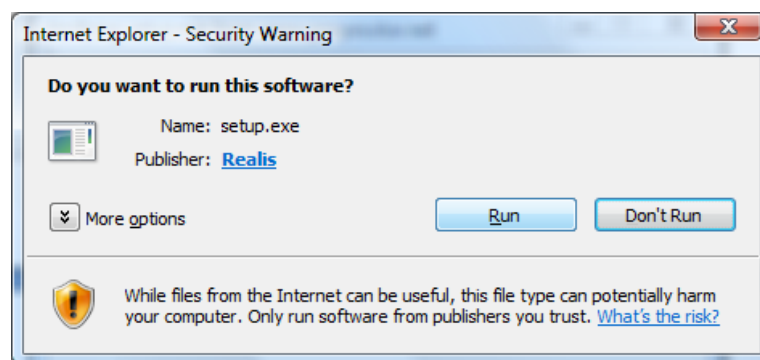 Internet Explorer - Security Warning
Do you want to run this software?
Name: setup.exe
Publisher: Realis
More options
Run
Don't Run
While files from the Internet can be useful, this file type can potentially harm
your computer. Only run software from publishers you trust. What's the risk?